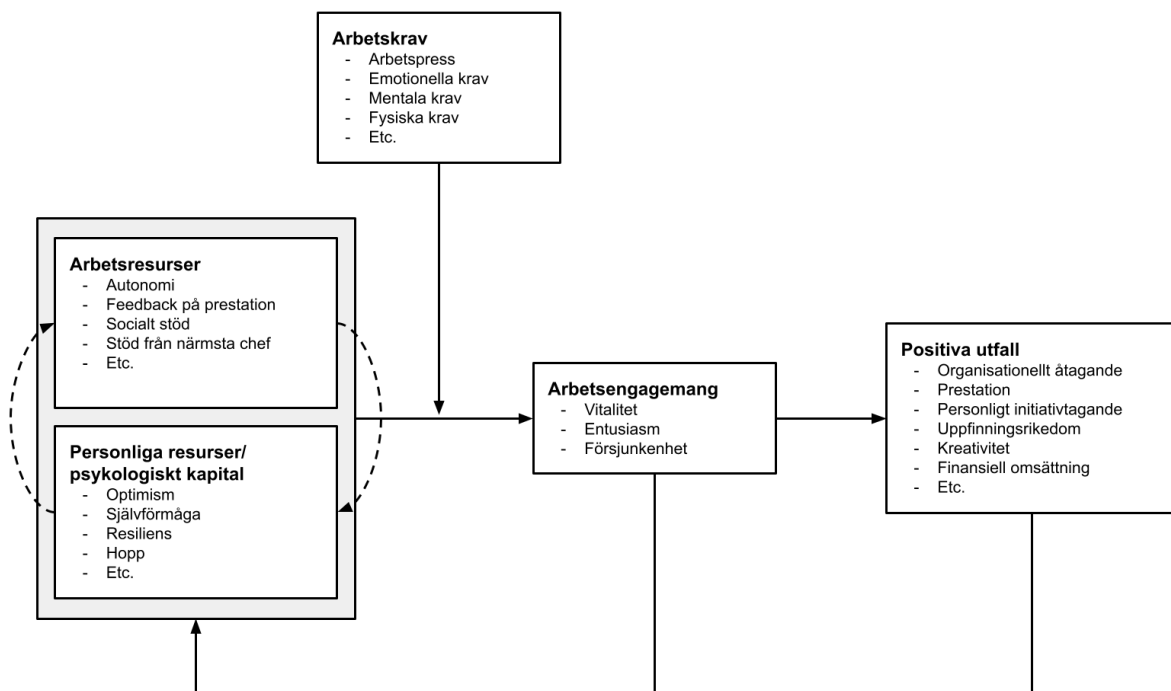 Arbetskrav
- Arbetspress
- Emotionella krav
- Mentala krav
- Fysiska krav
- Etc.
Arbetsresurser
- Autonomi
- Feedback på prestation
- Socialt stöd
- Stöd från närmsta chef
- Etc.
Personliga resurser/
psykologiskt kapital
- Optimism
- Självförmåga
- Resiliens
- Hopp
- Etc.
Arbetsengagemang
- Vitalitet
- Entusiasm
- Försjunkenhet
Positiva utfall
- Organisationellt åtagande
- Prestation
- Personligt initiativtagande
- Uppfinningsrikedom
- Kreativitet
- Finansiell omsättning
- Etc.